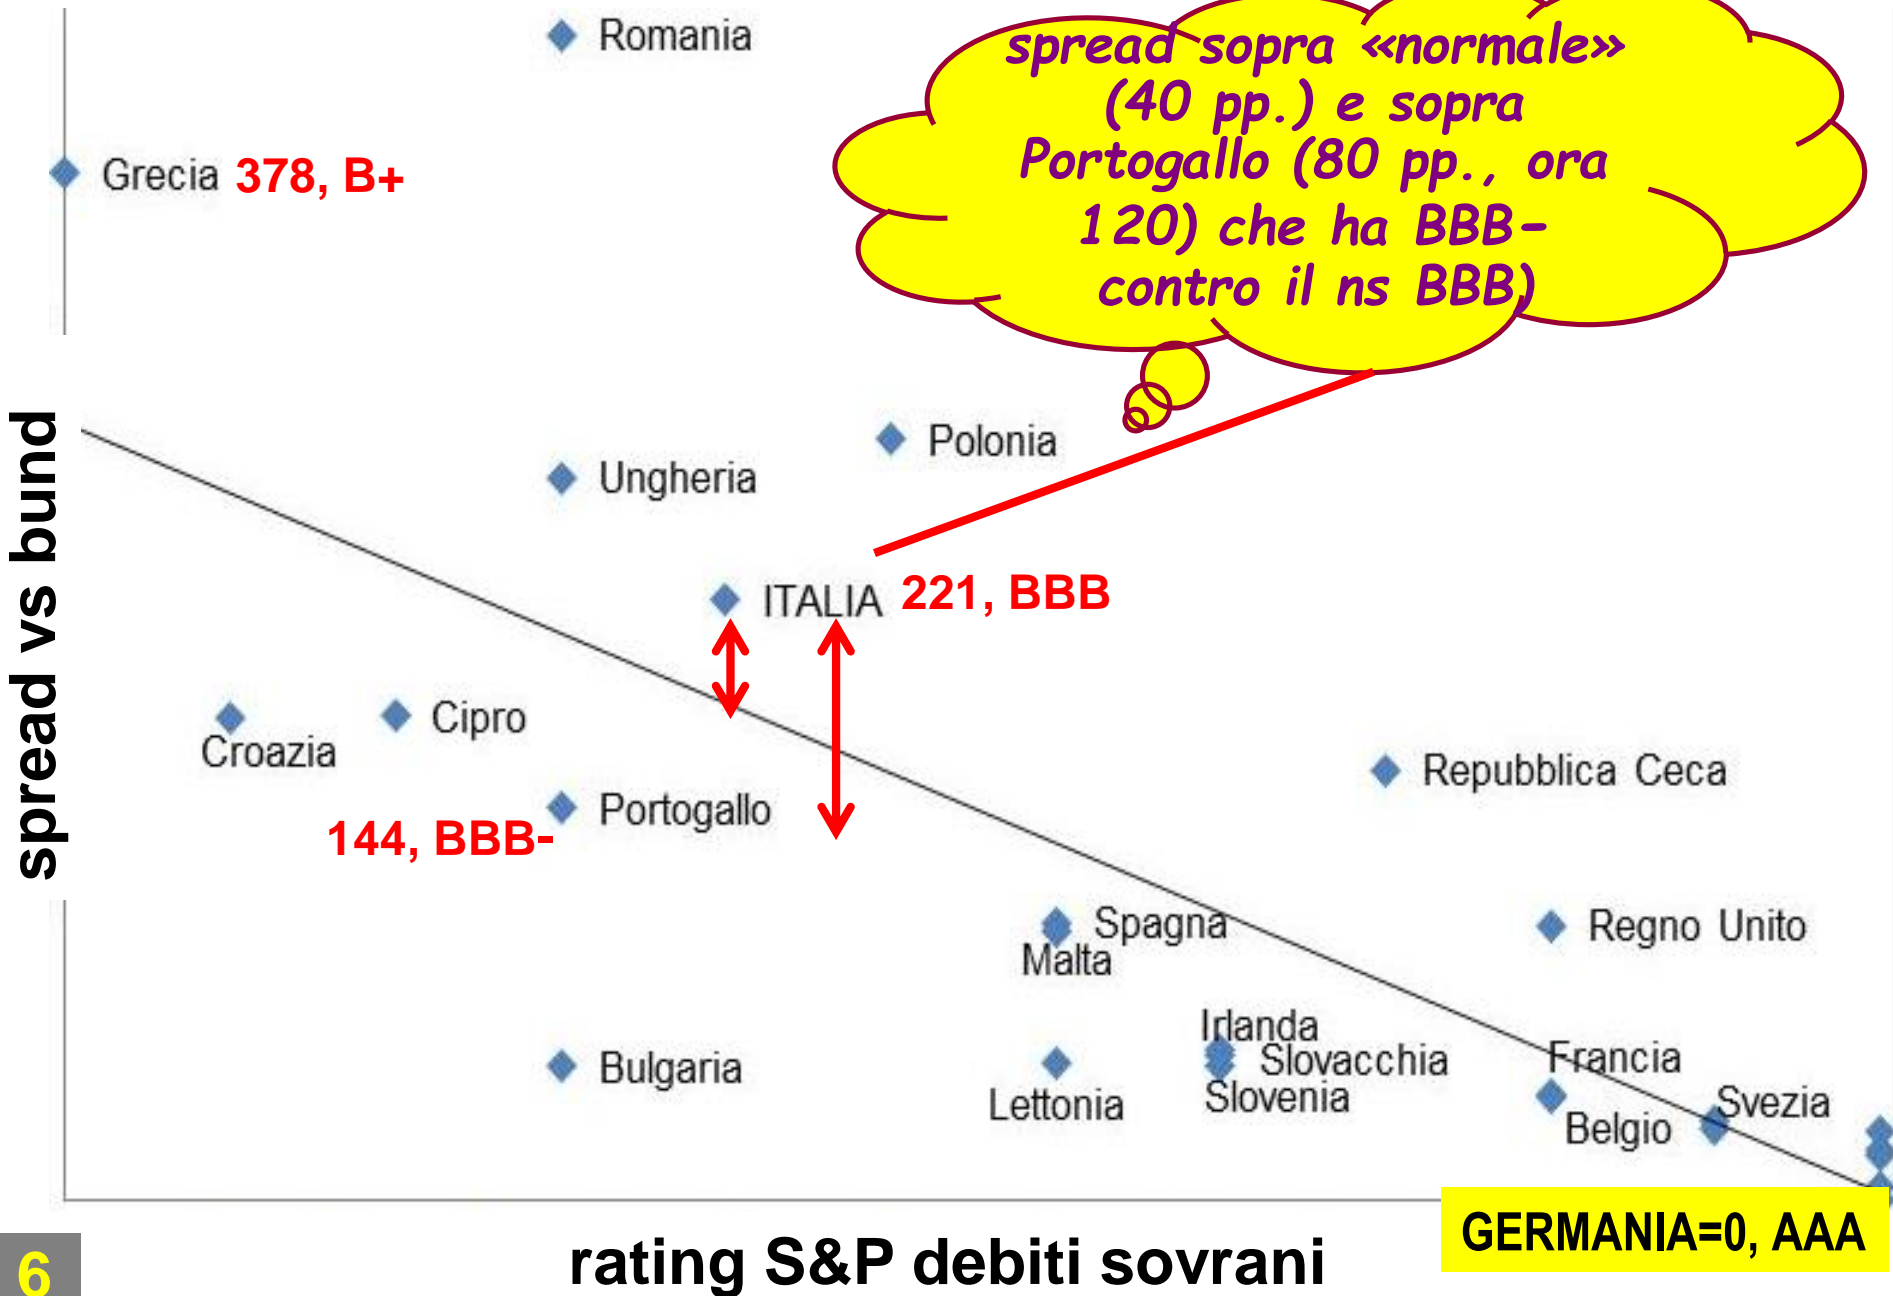 Romania
spread sopra «normale»
(40 pp.) e sopra
Portogallo (80 pp., ora
120) che ha BBB-
contro il ns BBB)
Grecia 378, B+
Polonia
Ungheria
ITALIA 221, BBB
spread vs bund
Cipro
Croazia
Repubblica Ceca
Portogallo
144, BBB-
Spagna
Malta
Regno Unito
Irlanda
Slovacchia
Slovenia
Francia
Bulgaria
Lettonia
Svezia
Belgio
GERMANIA=0, AAA
rating S&P debiti sovrani
6